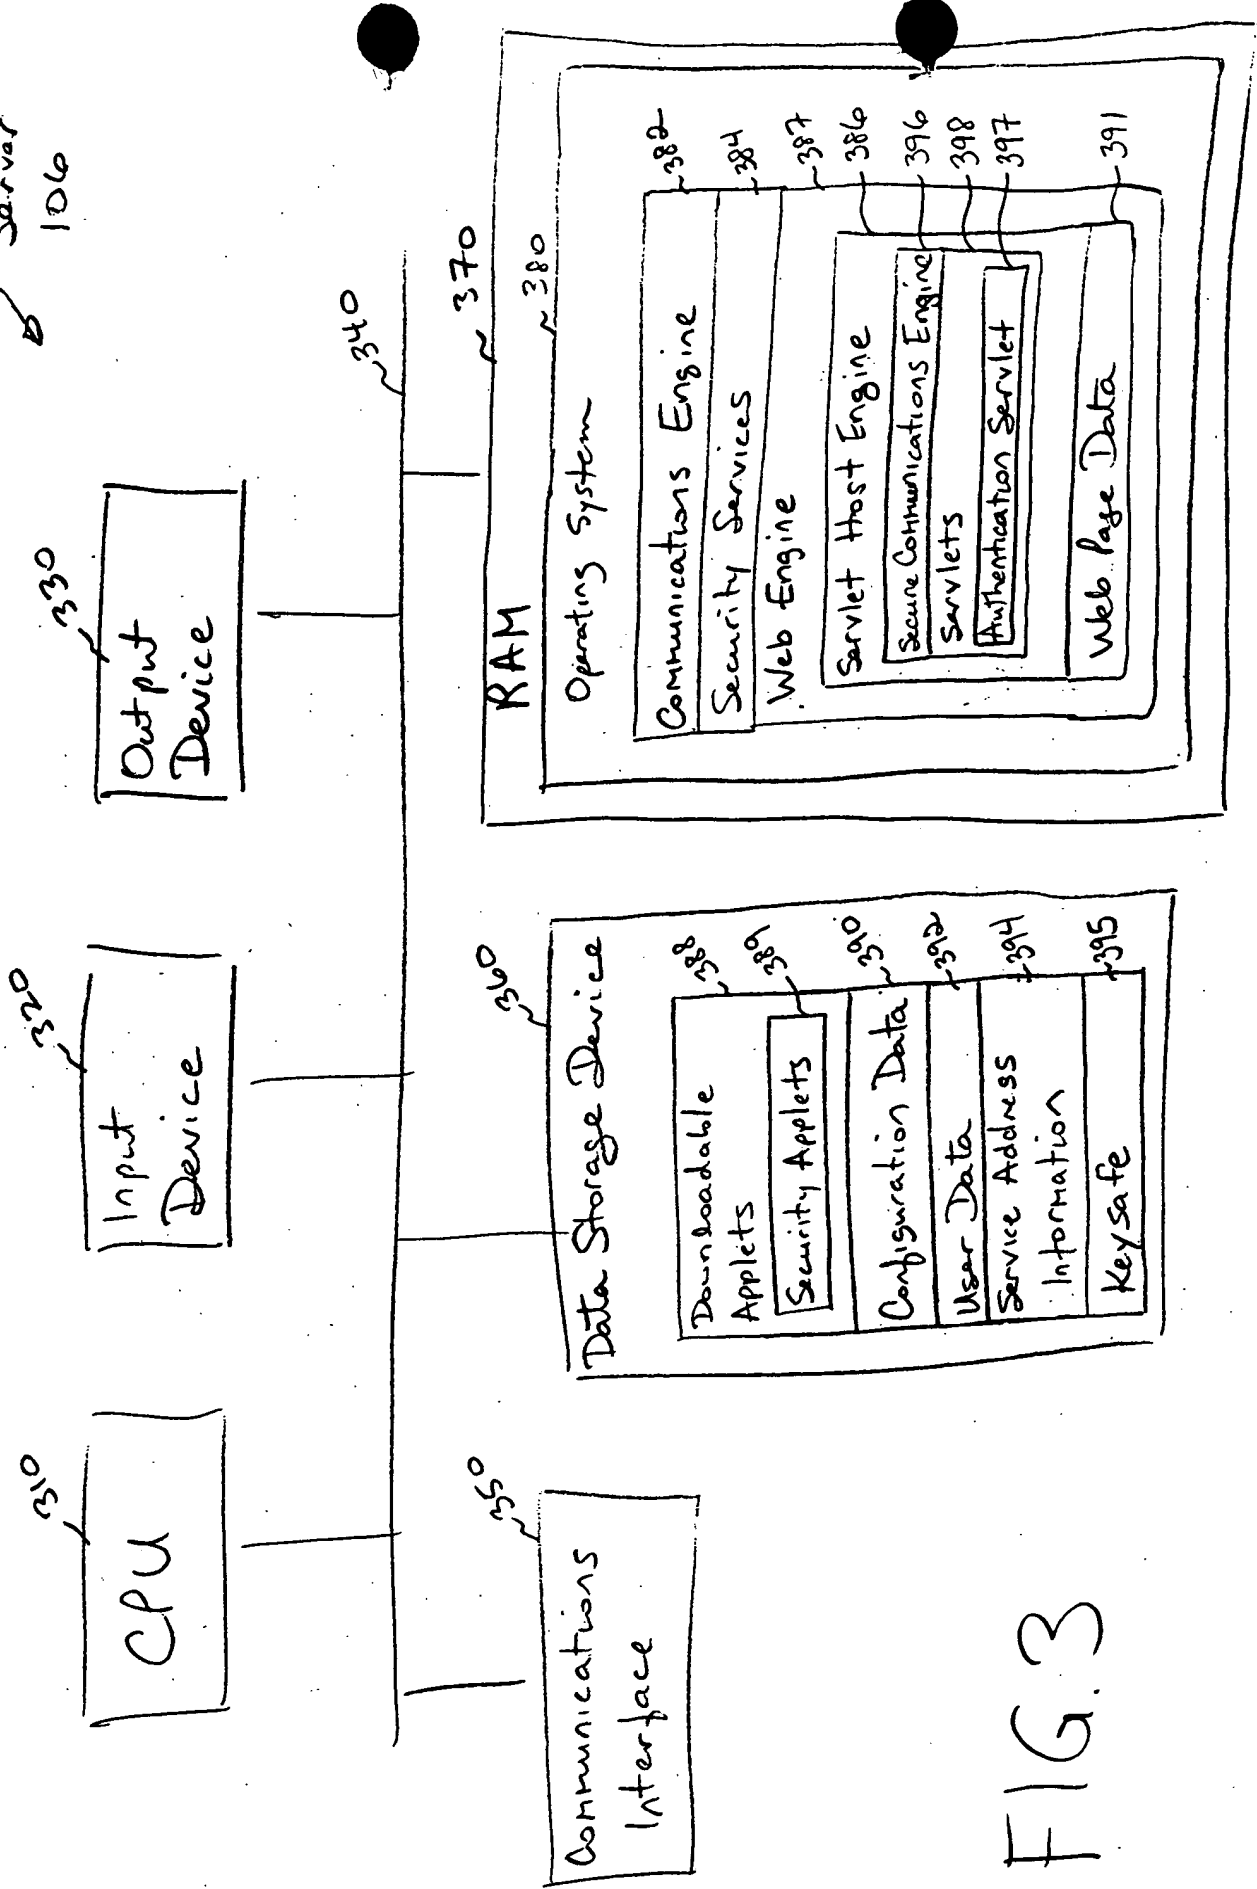 Server
106
310
CPU
320
Input
Device
330
Output
Device
340
350
Communications
Interface
360
Data Storage Device
Downloadable
Applets
388
Security Applets
389
Configuration Data
390
User Data
392
Service Address
Information
394
Keysafe
395
370
RAM
380
Operating System
Communications Engine
382
Security Services
384
Web Engine
387
Servlet Host Engine
386
Secure Communications Engine
396
Servlets
398
Authentication Servlet
397
Web Page Data
391
FIG. 3